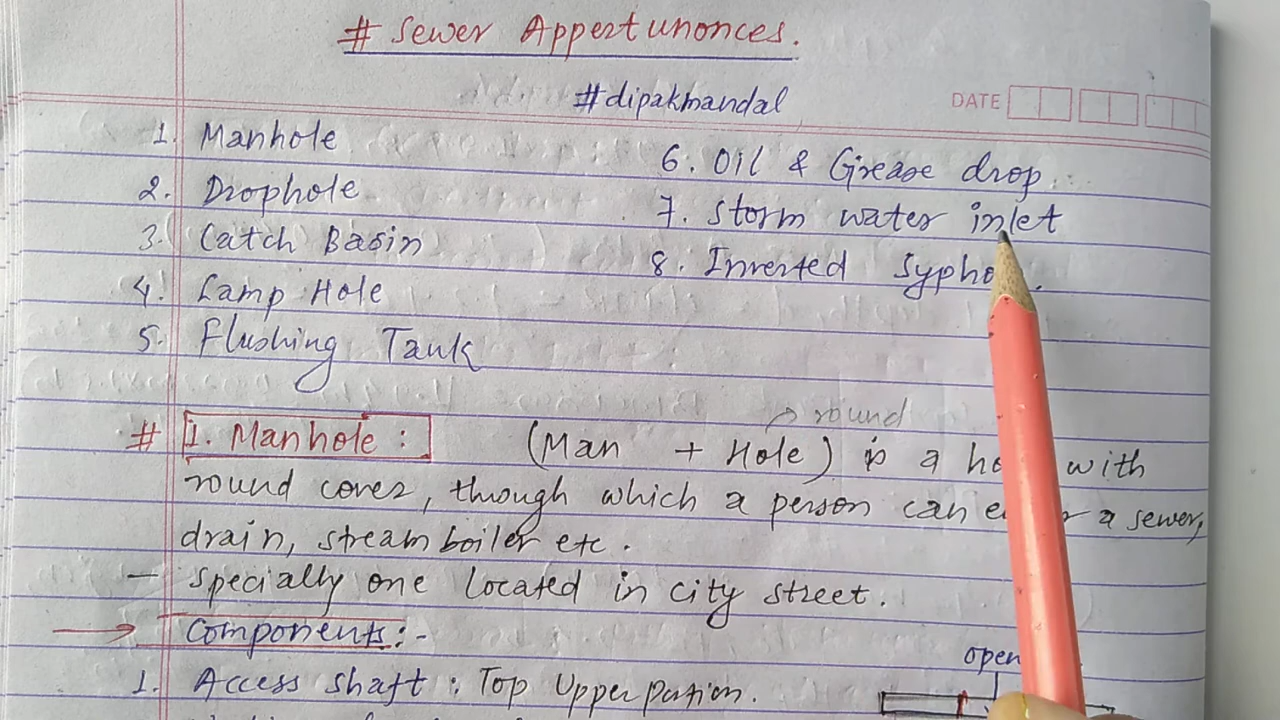 # Sewer Appertunonces.
#dipakmandal
DATE
1. Manhole
2. Drophole
3. Catch Basin
4. Lamp Hole
5. Flushing Tank
6. Oil & Grease drop
7. Storm water inlet
8. Inverted Sypho
# 1. Manhole :
round
(Man + Hole) is a ho with
round cover, through which a person can e r a sewer,
drain, stream boiler etc.
— specially one located in city street.
→ Components:-
1. Access shaft : Top Upper
open